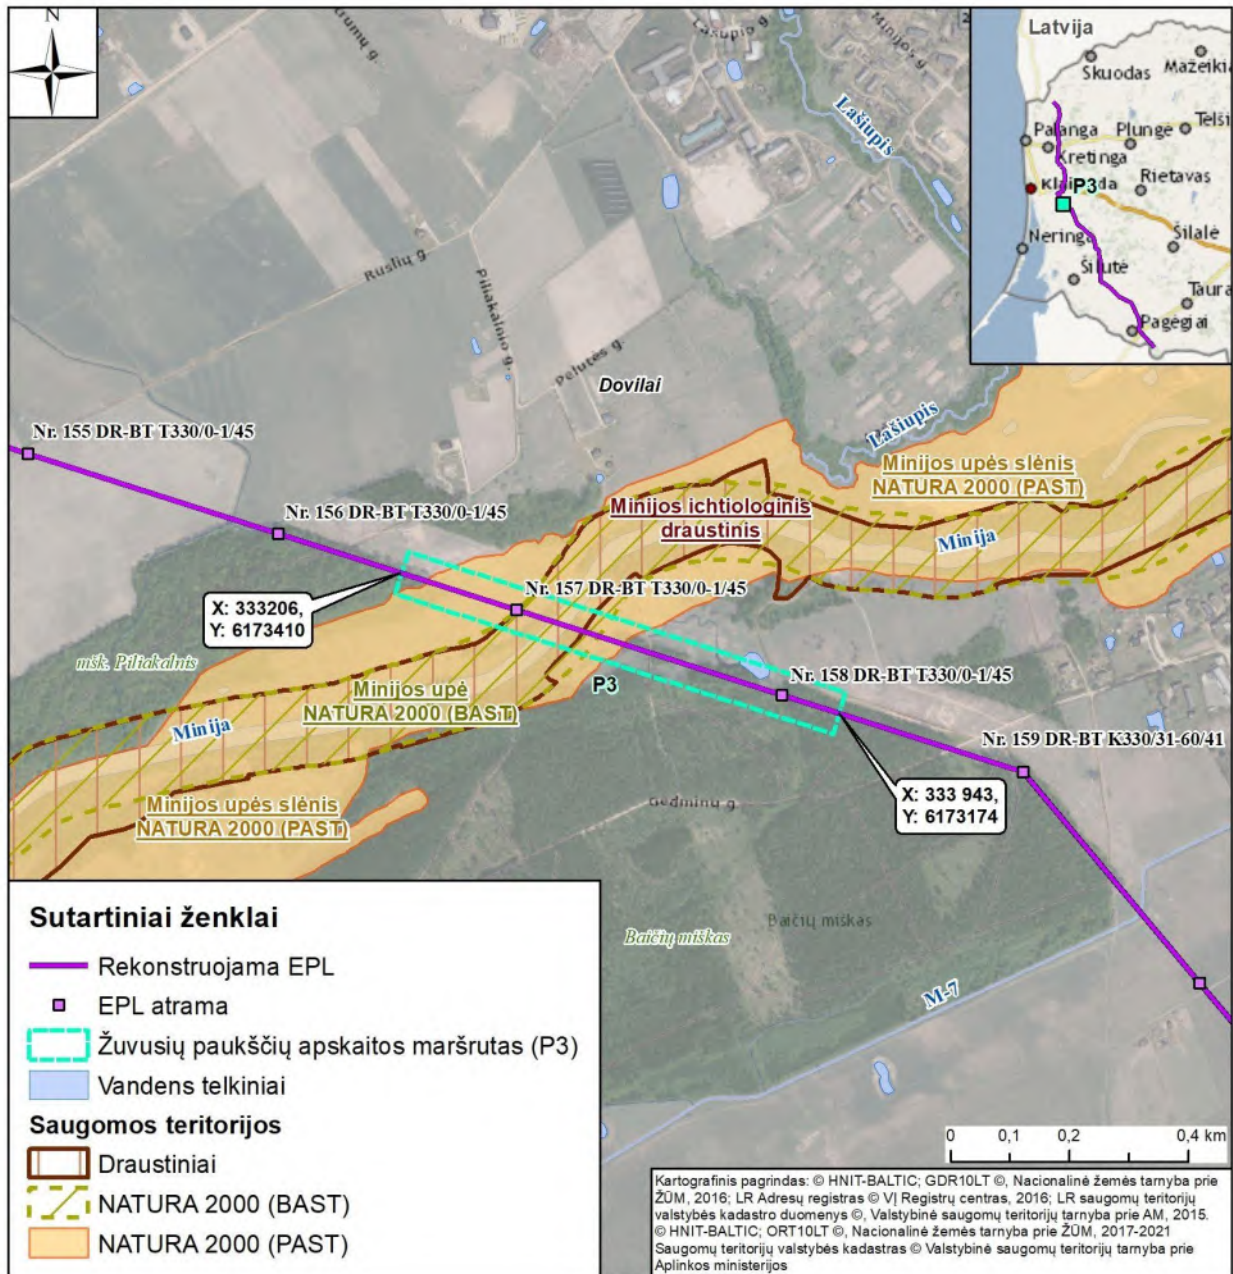 N
Latvija
Skuodas
Palanga
Plungė
Kretinga
Rietavas
P3
Neringa
Šilalė
Šilutė
Pagėgiai
Lašupio g.
Minijos g.
Lašiupis
Ruslių g.
Piliakalnio g.
Pelutės g.
Dovilai
Lašiupis
Nr. 155 DR-BT T330/0-1/45
Nr. 156 DR-BT T330/0-1/45
Minijos upės slėnis
NATURA 2000 (PAST)
Minijos ichtiologinis
draustinis
Minija
Nr. 157 DR-BT T330/0-1/45
X: 333206,
Y: 6173410
mšk. Piliakalnis
P3
Nr. 158 DR-BT T330/0-1/45
Minijos upė
NATURA 2000 (BAST)
Minija
Nr. 159 DR-BT K330/31-60/41
X: 333 943,
Y: 6173174
Minijos upės slėnis
NATURA 2000 (PAST)
Gedminų g.
Baičių miškas
Baičių miškas
M-7
Sutartiniai ženklai
Rekonstruojama EPL
EPL atrama
Žuvusių paukščių apskaitos maršrutas (P3)
Vandens telkiniai
Saugomos teritorijos
Draustiniai
NATURA 2000 (BAST)
NATURA 2000 (PAST)
0 0,1 0,2 0,4 km
Kartografinis pagrindas: © HNIT-BALTIC; GDR10LT ©, Nacionalinė žemės tarnyba prie
ŽŪM, 2016; LR Adresų registras © VĮ Registrų centras, 2016; LR saugomų teritorijų
valstybės kadastro duomenys ©, Valstybinė saugomų teritorijų tarnyba prie AM, 2015.
© HNIT-BALTIC; ORT10LT ©, Nacionalinė žemės tarnyba prie ŽŪM, 2017-2021
Saugomų teritorijų valstybės kadastras © Valstybinė saugomų teritorijų tarnyba prie
Aplinkos ministerijos